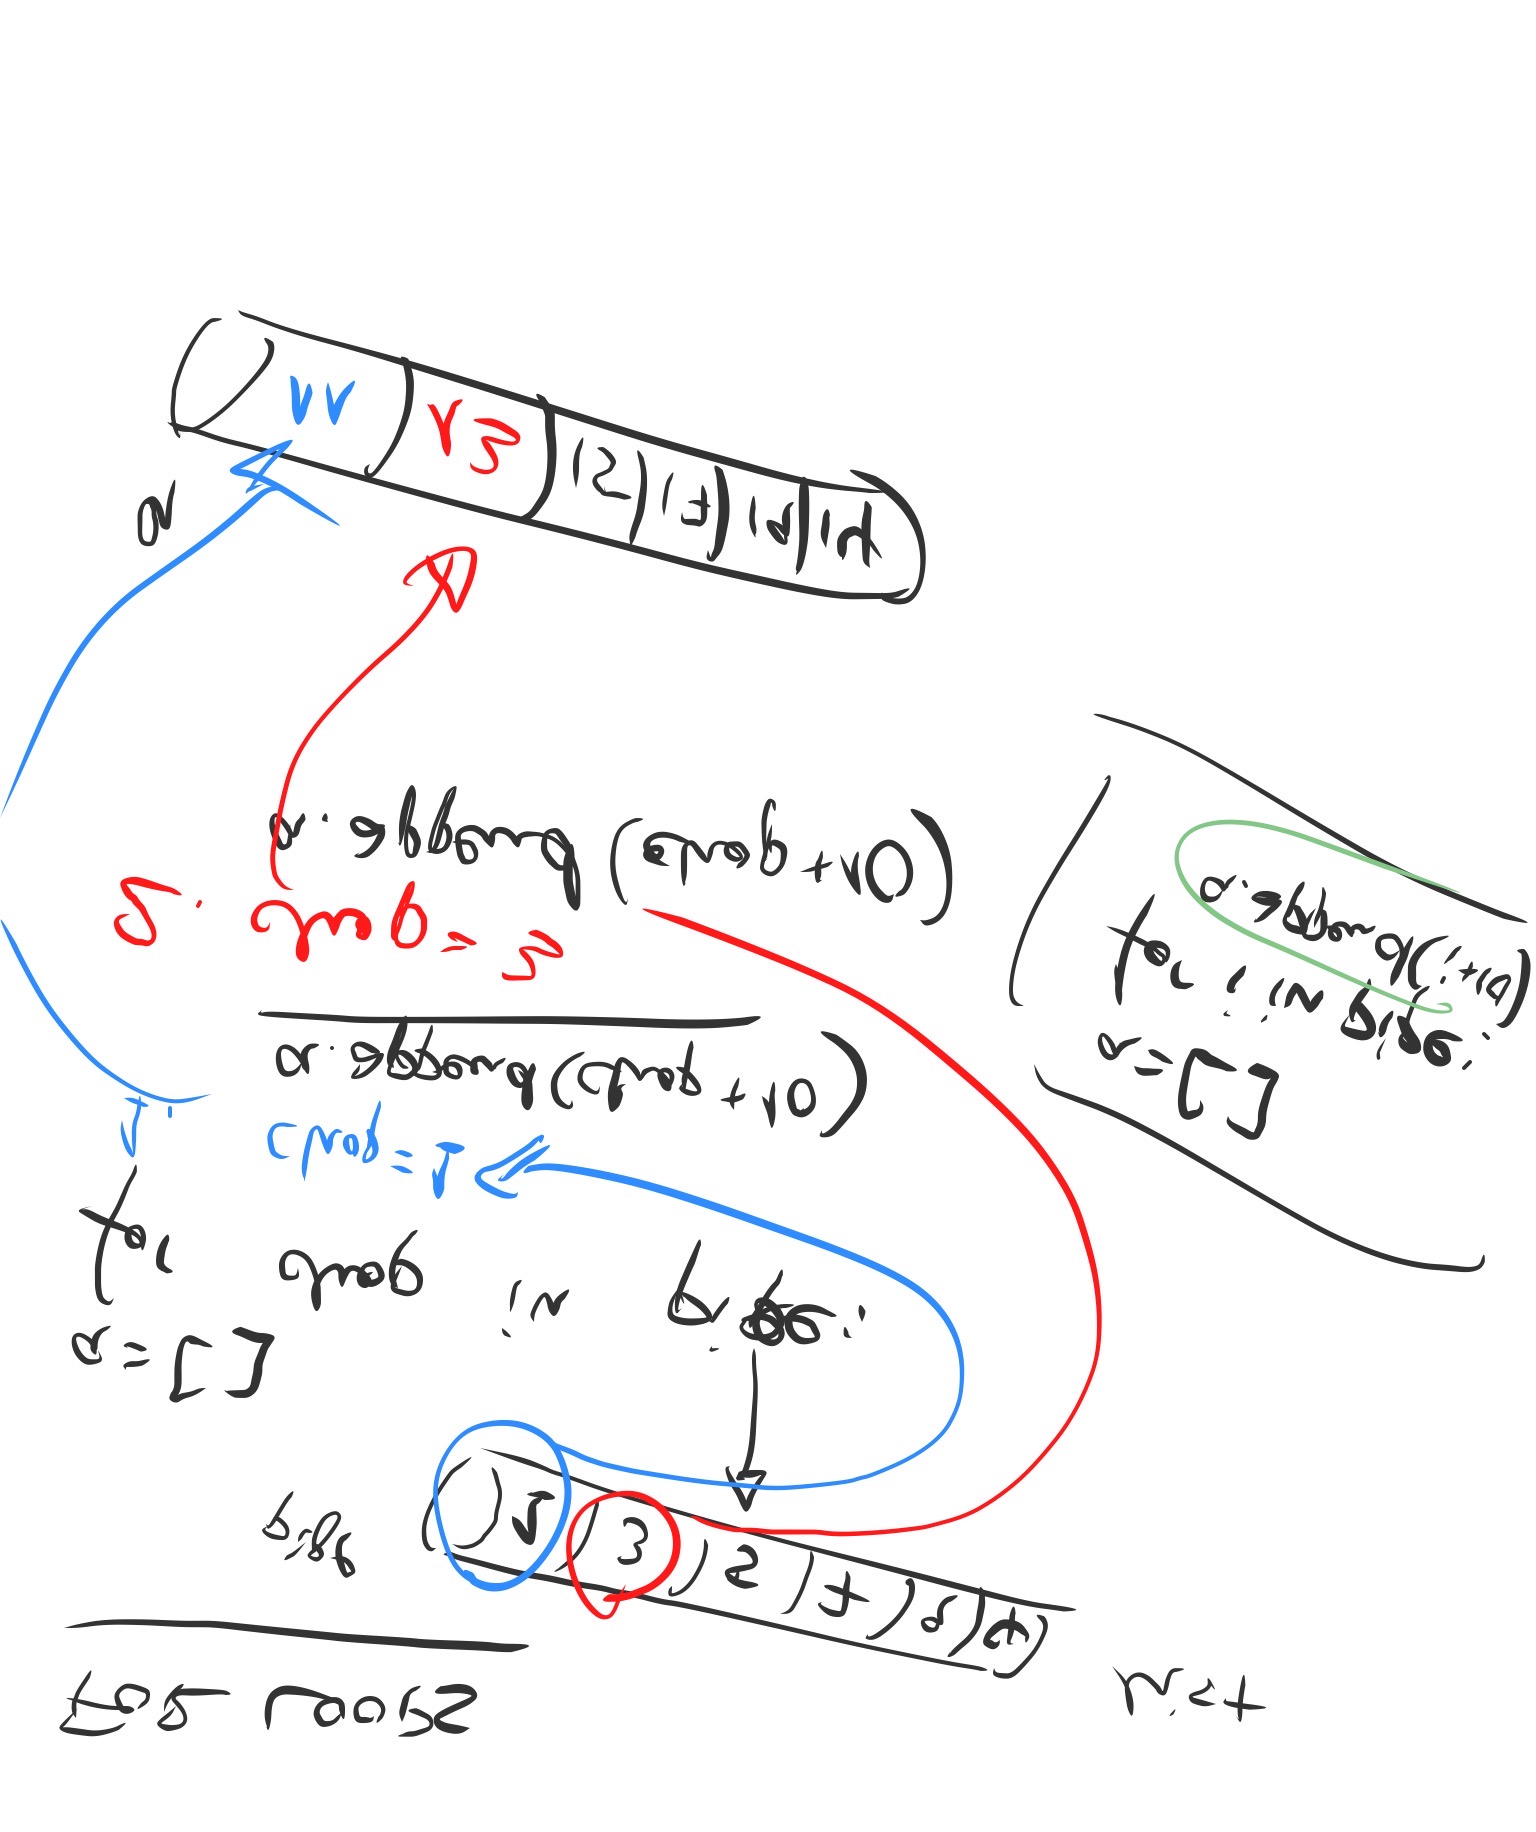 FOR LOOPS
list
pipe
1 3 5 7 9 4
a=[]
for chop in pipe:
1. chop=1
a.append(chop+10)
2. chop=3
a.append(chop+10)
a=[]
for i in pipe:
a.append(i+10)
a
11 13 15 17 19 14